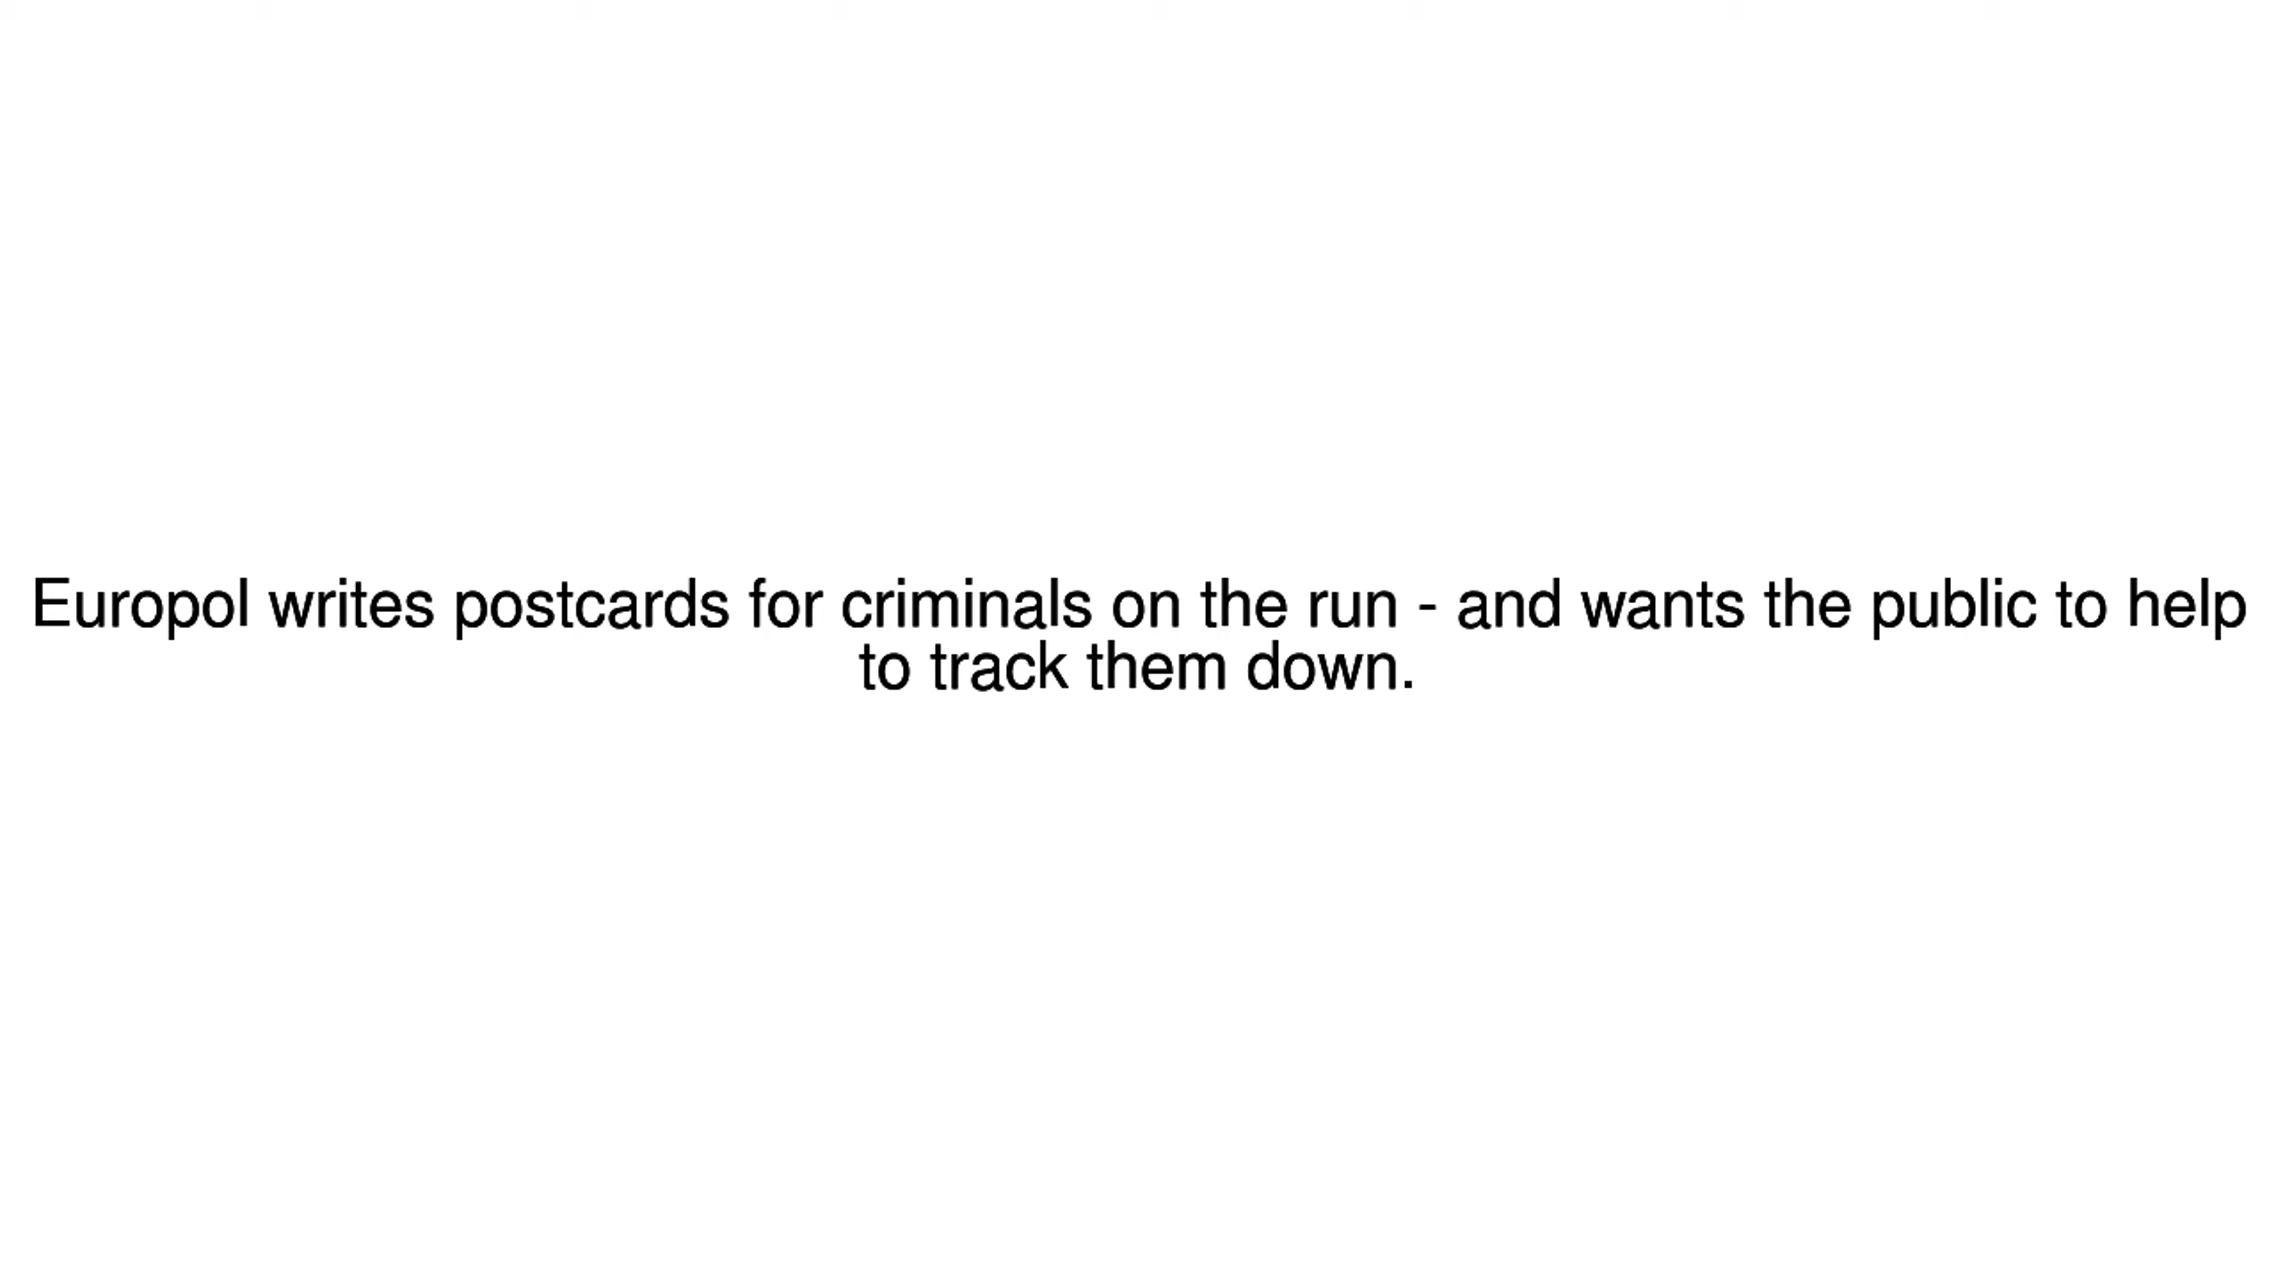 Europol writes postcards for criminals on the run - and wants the public to help
to track them down.